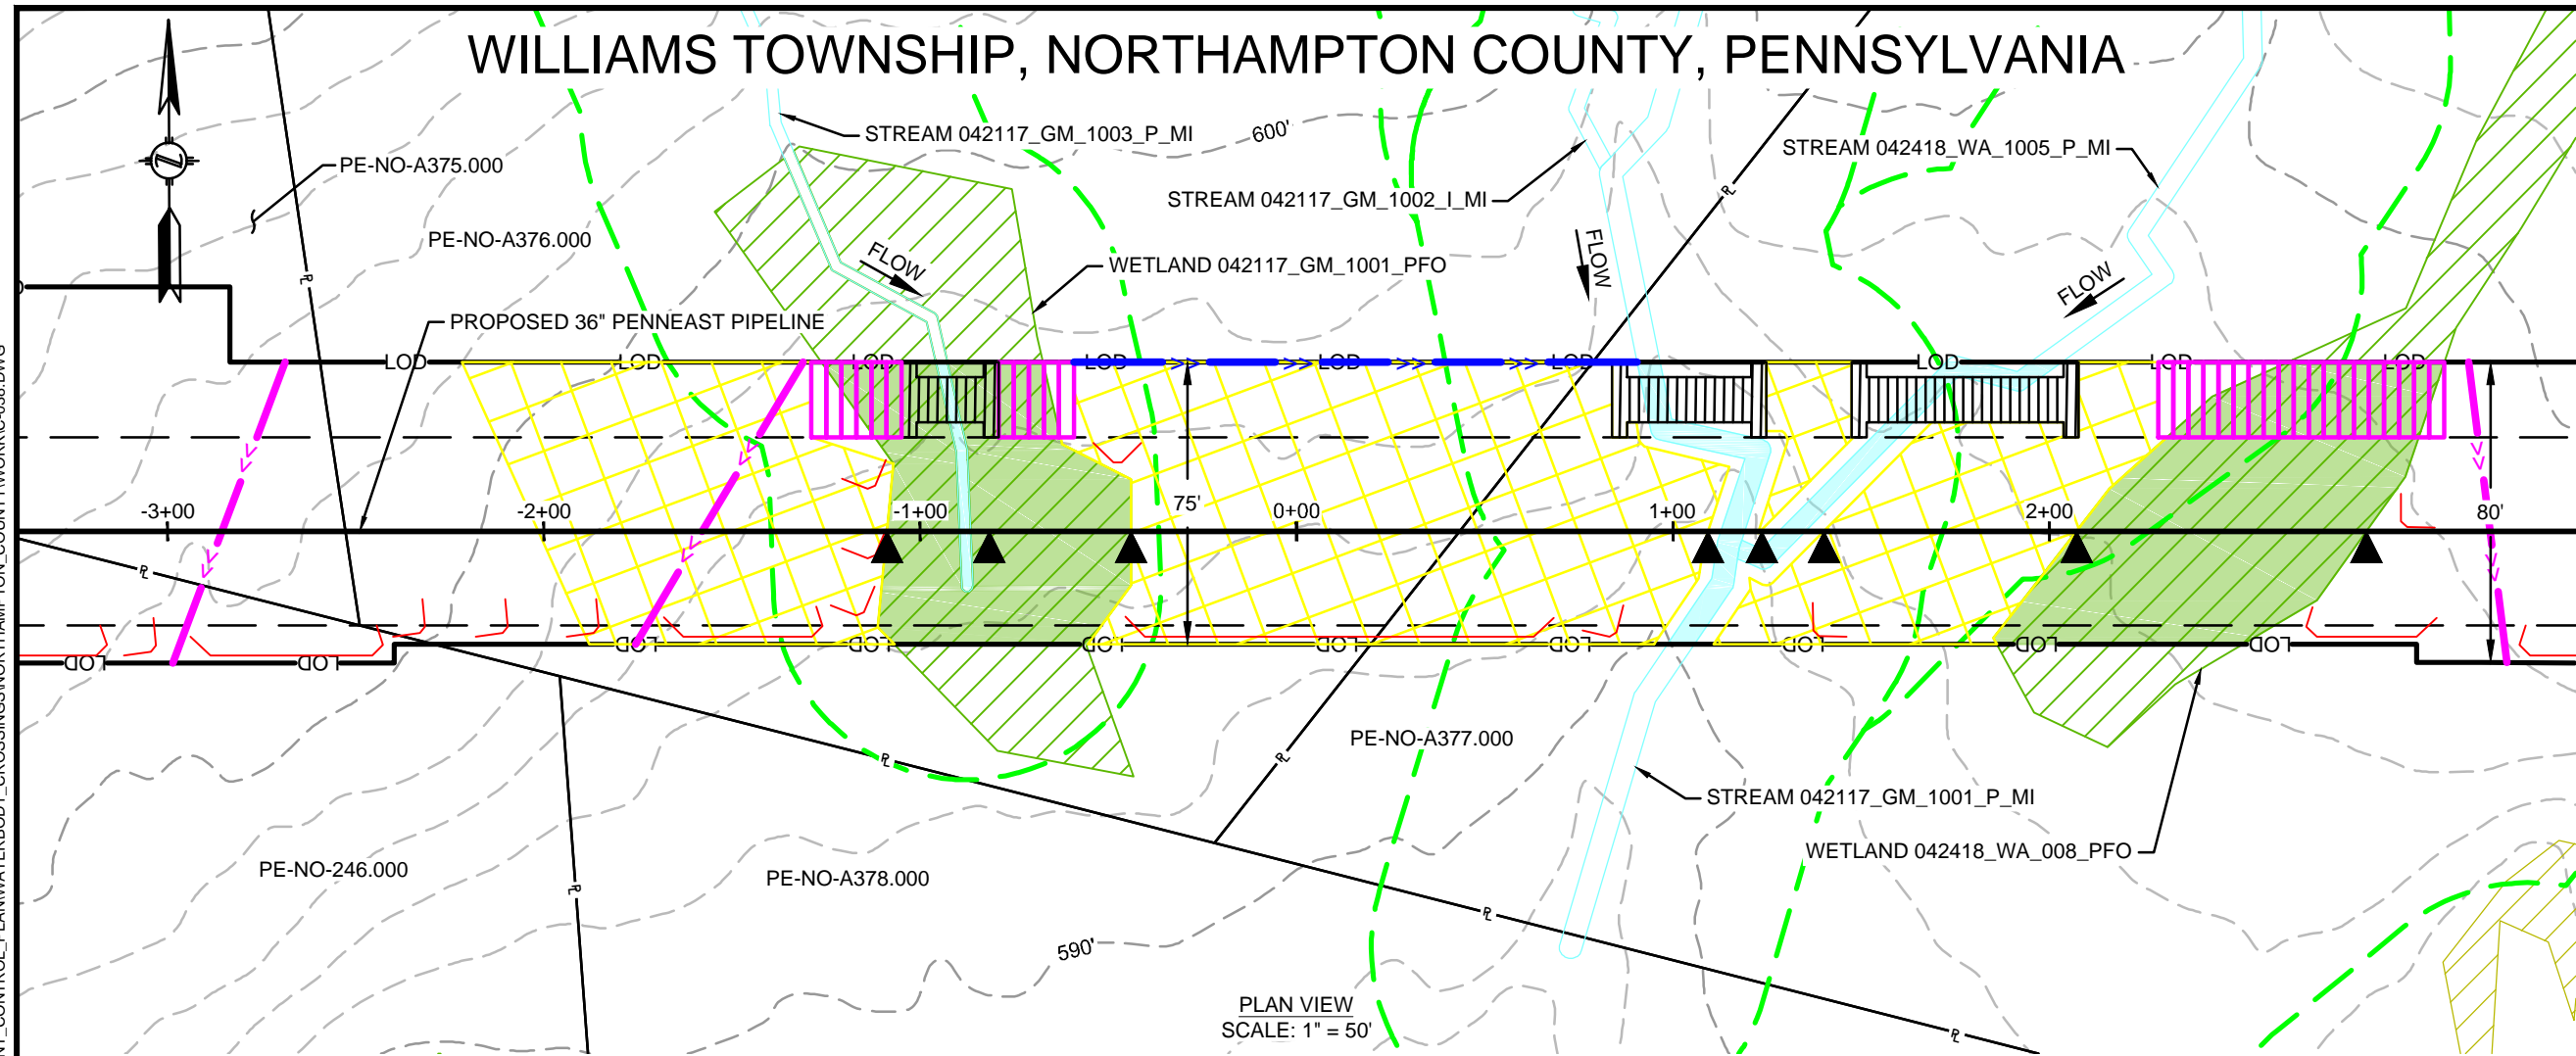 WILLIAMS TOWNSHIP, NORTHAMPTON COUNTY, PENNSYLVANIA
STREAM 042117_GM_1003_P_MI
600'
STREAM 042418_WA_1005_P_MI
PE-NO-A375.000
STREAM 042117_GM_1002_I_MI
PE-NO-A376.000
FLOW
FLOW
WETLAND 042117_GM_1001_PFO
FLOW
PROPOSED 36" PENNEAST PIPELINE
LOD
LOD
LOD
LOD
LOD
LOD
LOD
LOD
LOD
-3+00
-2+00
-1+00
75'
0+00
1+00
2+00
80'
LOD
LOD
LOD
LOD
LOD
LOD
LOD
LOD
LOD
LOD
PE-NO-A377.000
STREAM 042117_GM_1001_P_MI
WETLAND 042418_WA_008_PFO
PE-NO-246.000
PE-NO-A378.000
590'
PLAN VIEW
SCALE: 1" = 50'